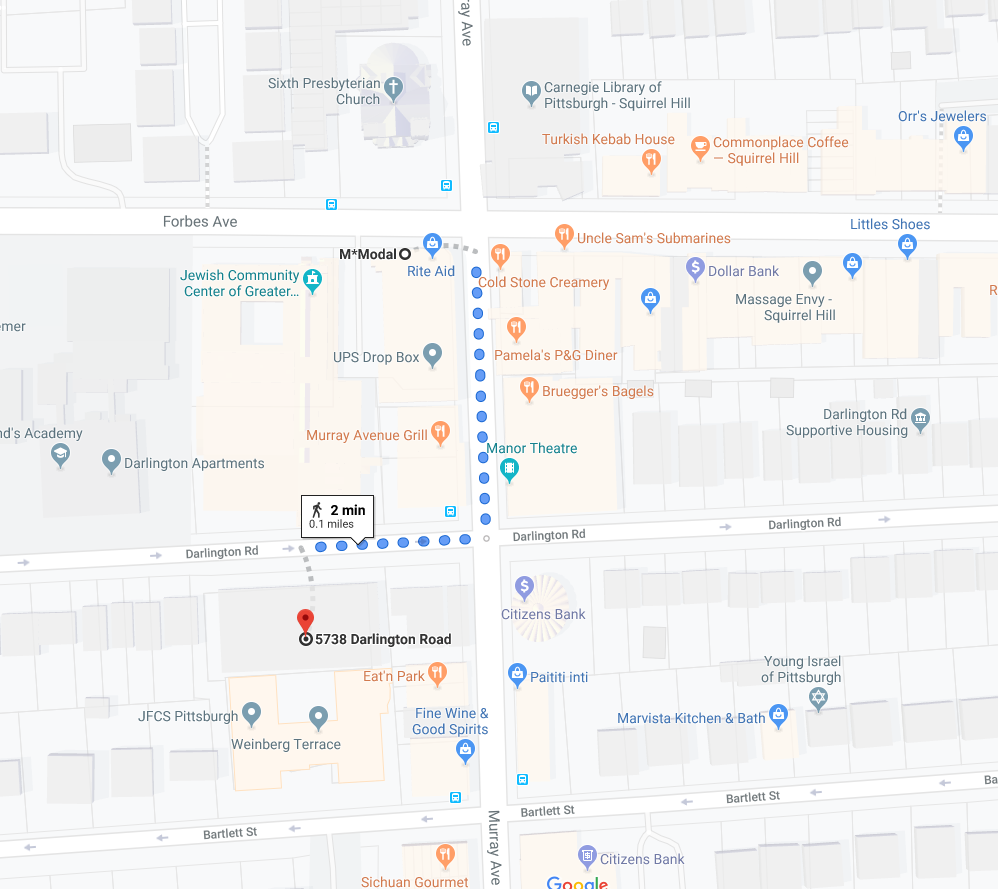 ray Ave
Sixth Presbyterian
Church
Carnegie Library of
Pittsburgh - Squirrel Hill
Orr's Jewelers
Turkish Kebab House
Commonplace Coffee
– Squirrel Hill
Forbes Ave
Littles Shoes
Uncle Sam's Submarines
M*Modal
Rite Aid
Jewish Community
Center of Greater...
Cold Stone Creamery
Dollar Bank
Massage Envy -
Squirrel Hill
R
emer
UPS Drop Box
Pamela's P&G Diner
Bruegger's Bagels
Darlington Rd
Supportive Housing
nd's Academy
Murray Avenue Grill
Manor Theatre
Darlington Apartments
2 min
0.1 miles
Darlington Rd
Darlington Rd
Darlington Rd
Citizens Bank
5738 Darlington Road
Eat'n Park
Paititi inti
Young Israel
of Pittsburgh
JFCS Pittsburgh
Weinberg Terrace
Fine Wine &
Good Spirits
Marvista Kitchen & Bath
Bartlett St
Bartlett St
Ba
Bartlett St
Murray Ave
Citizens Bank
Sichuan Gourmet
Google